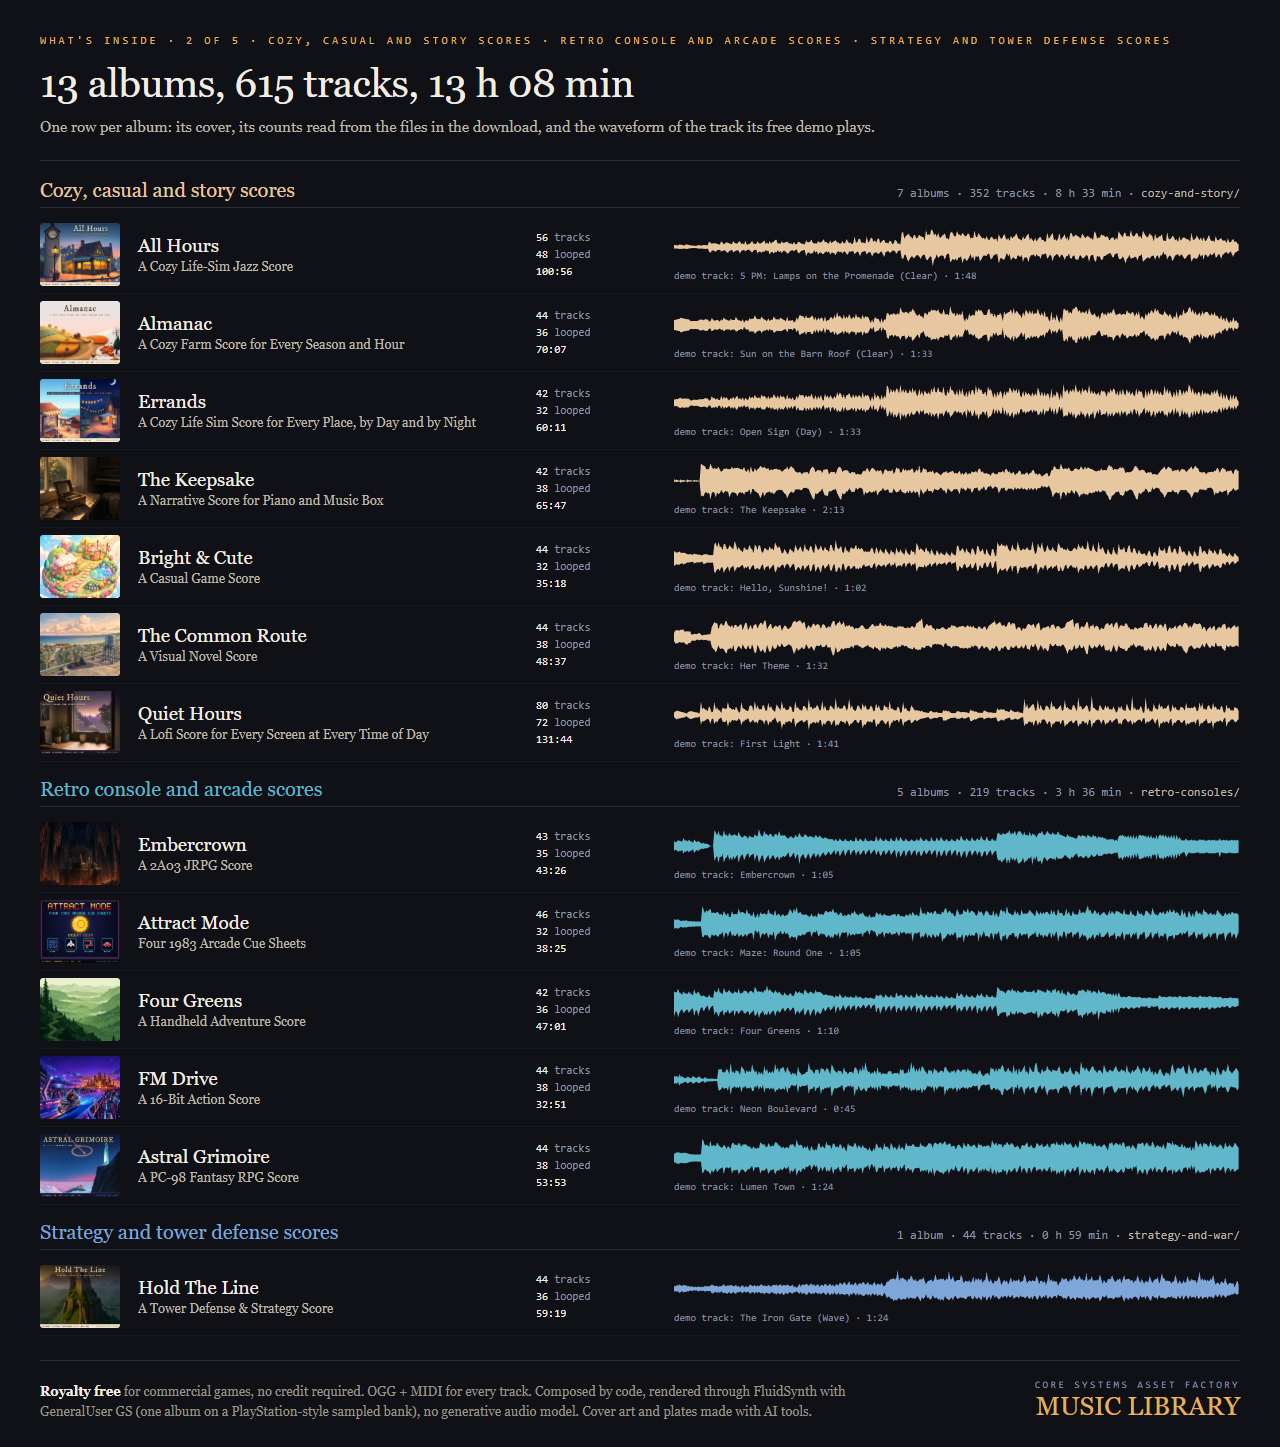 WHAT'S INSIDE · 2 OF 5 · COZY, CASUAL AND STORY SCORES · RETRO CONSOLE AND ARCADE SCORES · STRATEGY AND TOWER DEFENSE SCORES
13 albums, 615 tracks, 13 h 08 min
One row per album: its cover, its counts read from the files in the download, and the waveform of the track its free demo plays.
Cozy, casual and story scores
7 albums · 352 tracks · 8 h 33 min · cozy-and-story/
All Hours
All Hours
A Cozy Life-Sim Jazz Score
56 tracks
48 looped
100:56
demo track: 5 PM: Lamps on the Promenade (Clear) · 1:48
Almanac
Almanac
A Cozy Farm Score for Every Season and Hour
44 tracks
36 looped
70:07
demo track: Sun on the Barn Roof (Clear) · 1:33
Errands
Errands
A Cozy Life Sim Score for Every Place, by Day and by Night
42 tracks
32 looped
60:11
demo track: Open Sign (Day) · 1:33
The Keepsake
A Narrative Score for Piano and Music Box
42 tracks
38 looped
65:47
demo track: The Keepsake · 2:13
Bright & Cute
A Casual Game Score
44 tracks
32 looped
35:18
demo track: Hello, Sunshine! · 1:02
The Common Route
A Visual Novel Score
44 tracks
38 looped
48:37
demo track: Her Theme · 1:32
Quiet Hours
Quiet Hours
A Lofi Score for Every Screen at Every Time of Day
80 tracks
72 looped
131:44
demo track: First Light · 1:41
Retro console and arcade scores
5 albums · 219 tracks · 3 h 36 min · retro-consoles/
Embercrown
A 2A03 JRPG Score
43 tracks
35 looped
43:26
demo track: Embercrown · 1:05
ATTRACT MODE
Attract Mode
Four 1983 Arcade Cue Sheets
46 tracks
32 looped
38:25
demo track: Maze: Round One · 1:05
Four Greens
A Handheld Adventure Score
42 tracks
36 looped
47:01
demo track: Four Greens · 1:10
FM Drive
A 16-Bit Action Score
44 tracks
38 looped
32:51
demo track: Neon Boulevard · 0:45
ASTRAL GRIMOIRE
Astral Grimoire
A PC-98 Fantasy RPG Score
44 tracks
38 looped
53:53
demo track: Lumen Town · 1:24
Strategy and tower defense scores
1 album · 44 tracks · 0 h 59 min · strategy-and-war/
Hold The Line
Hold The Line
A Tower Defense & Strategy Score
44 tracks
36 looped
59:19
demo track: The Iron Gate (Wave) · 1:24
Royalty free for commercial games, no credit required. OGG + MIDI for every track. Composed by code, rendered through FluidSynth with
GeneralUser GS (one album on a PlayStation-style sampled bank), no generative audio model. Cover art and plates made with AI tools.
CORE SYSTEMS ASSET FACTORY
MUSIC LIBRARY